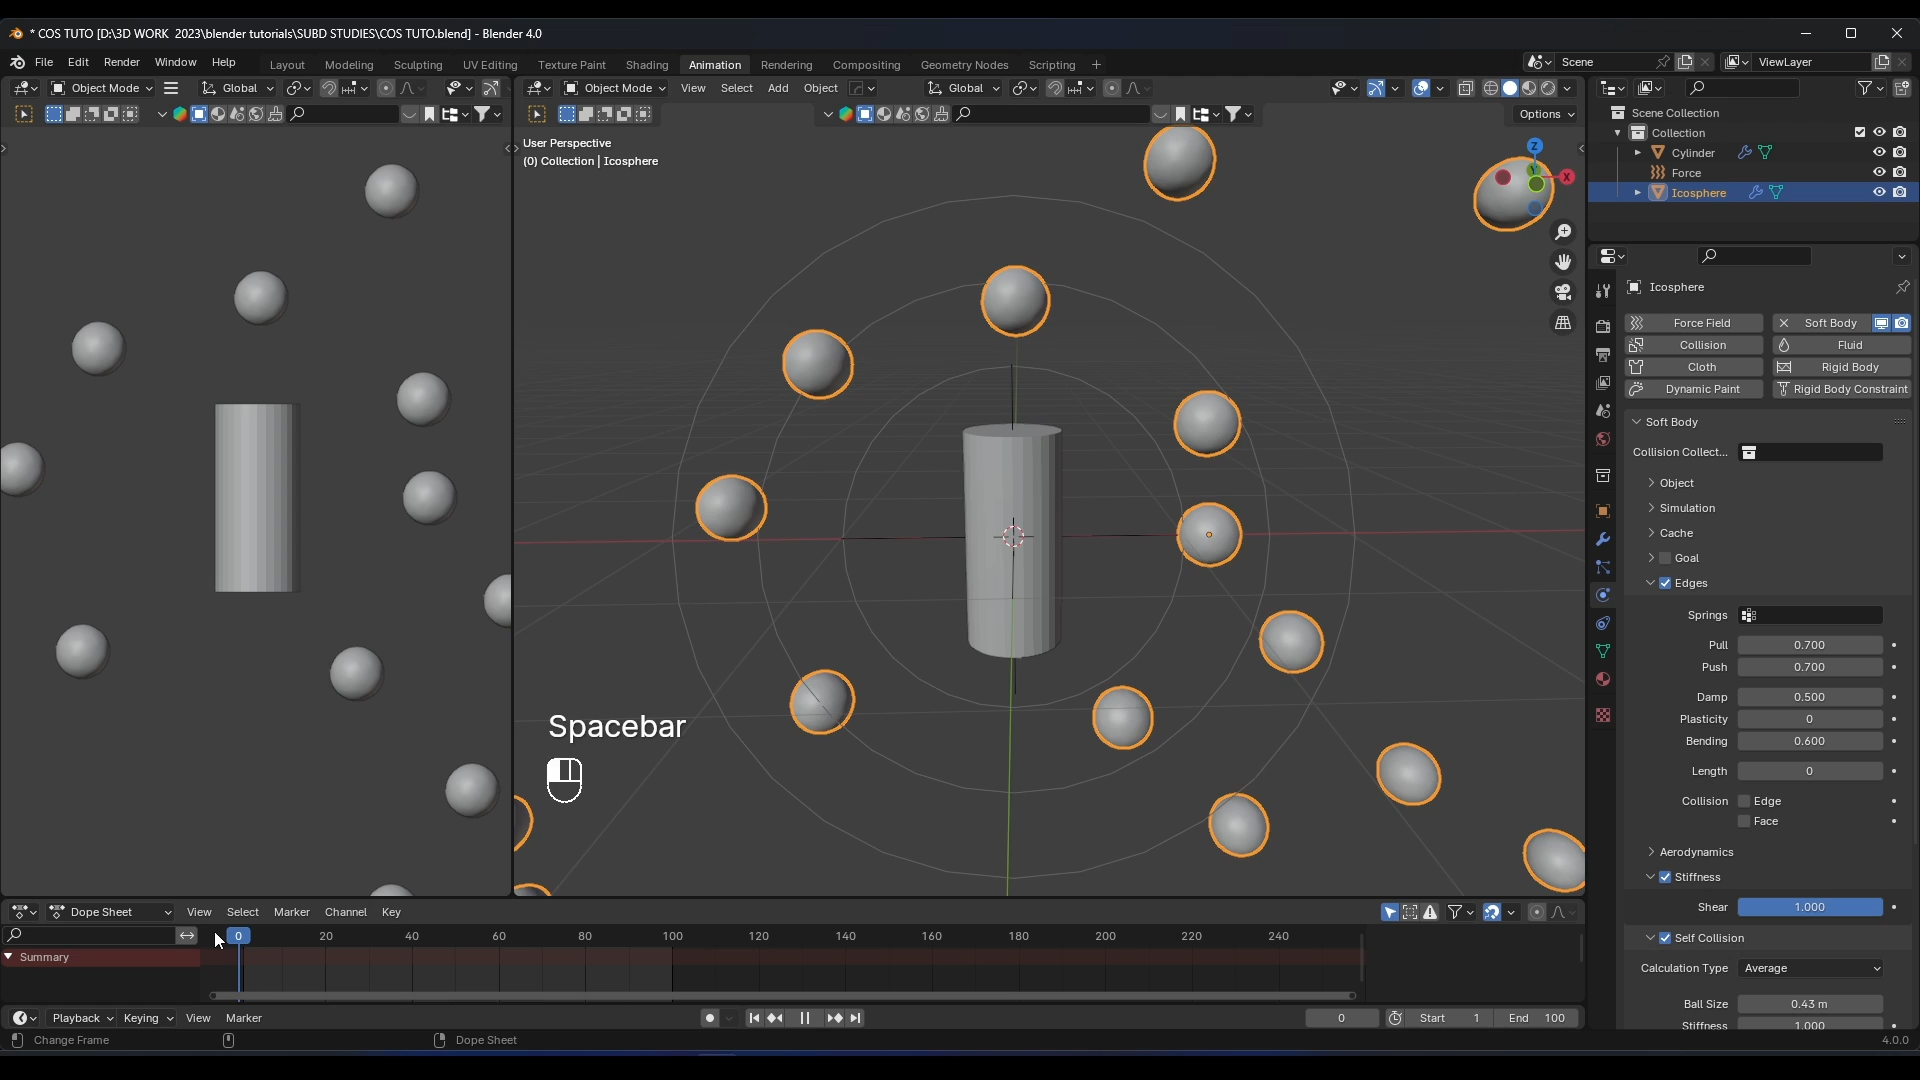 * COS TUTO [D:\3D WORK  2023\blender tutorials\SUBD STUDIES\COS TUTO.blend] - Blender 4.0
File Edit Render Window Help Layout Modeling Sculpting UV Editing Texture Paint Shading Animation Rendering Compositing Geometry Nodes Scripting + Scene ViewLayer
Object Mode Global Object Mode View Select Add Object Global
Options
User Perspective
(0) Collection | Icosphere
Z
X
Spacebar
Scene Collection
Collection
Cylinder
Force
Icosphere
Icosphere
Force Field Soft Body
Collision Fluid
Cloth Rigid Body
Dynamic Paint Rigid Body Constraint
Soft Body
Collision Collect...
Object
Simulation
Cache
Goal
Edges
Springs
Pull 0.700
Push 0.700
Damp 0.500
Plasticity 0
Bending 0.600
Length 0
Collision Edge
Face
Aerodynamics
Stiffness
Shear 1.000
Self Collision
Calculation Type Average
Ball Size 0.43 m
Stiffness 1.000
Dope Sheet View Select Marker Channel Key
0 20 40 60 80 100 120 140 160 180 200 220 240
Summary
Playback Keying View Marker 0 Start 1 End 100
Change Frame Dope Sheet 4.0.0